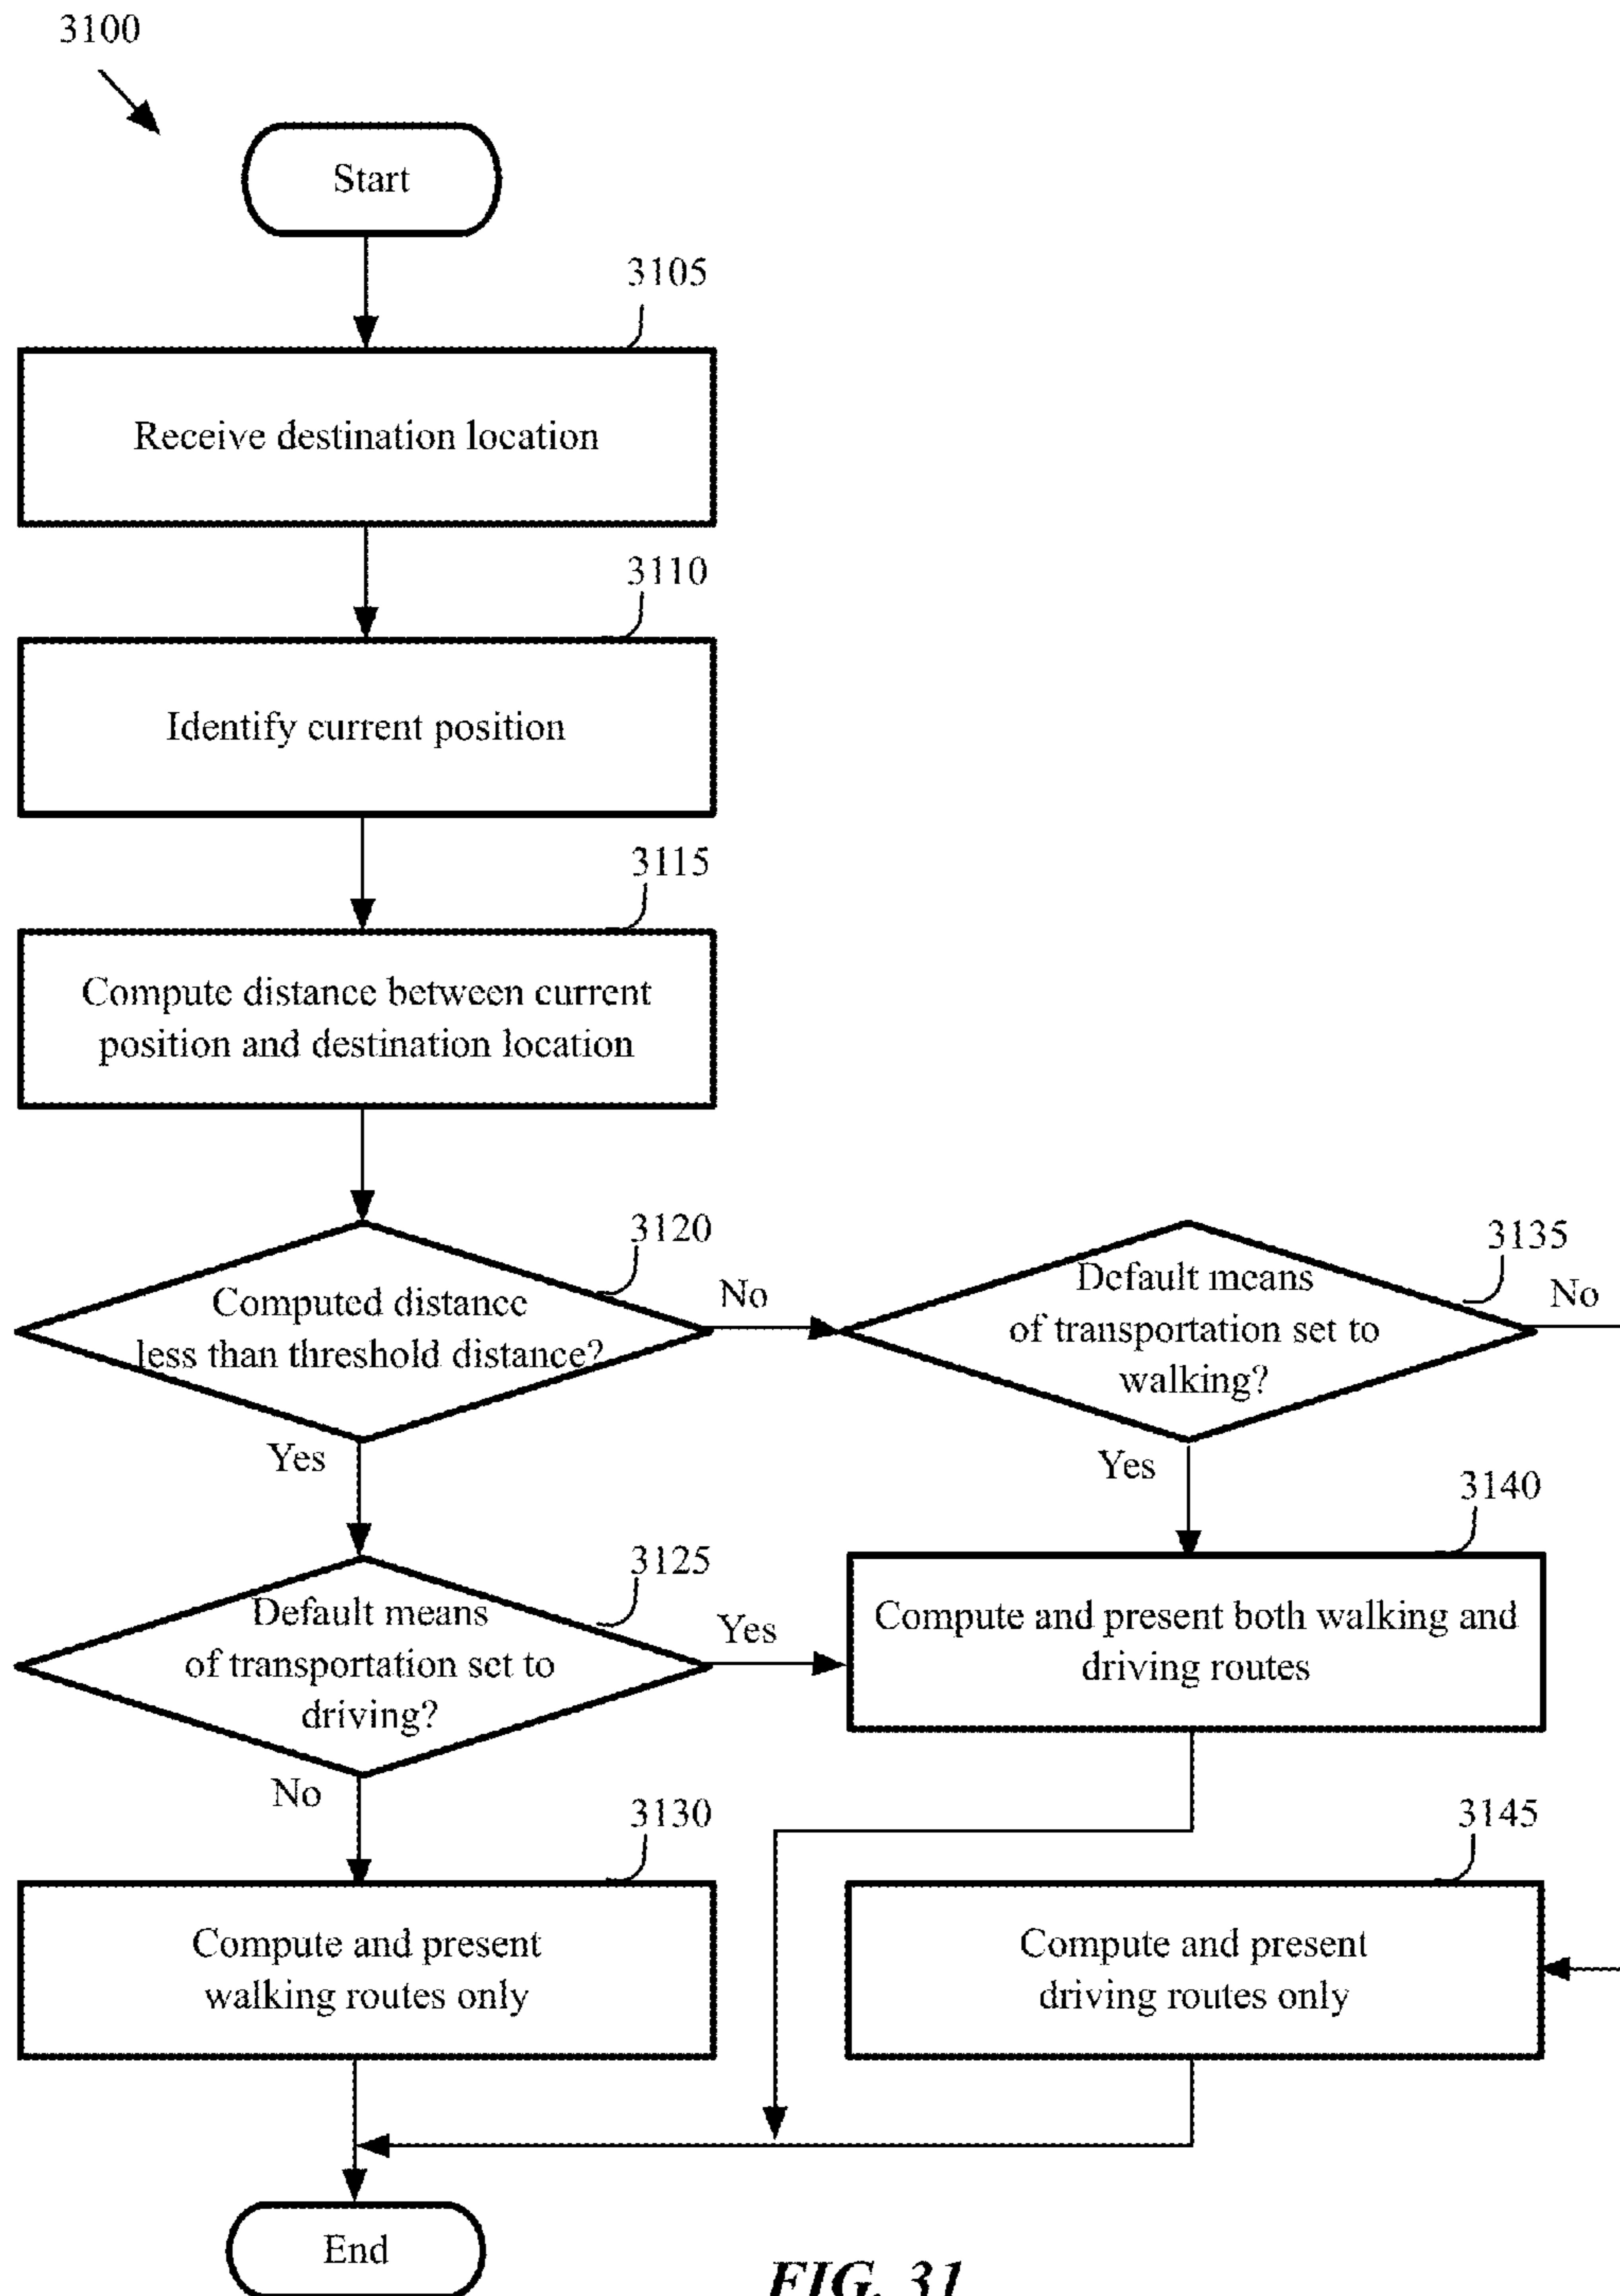 3100
Start
3105
Receive destination location
3110
Identify current position
3115
Compute distance between current
position and destination location
3120
Computed distance
less than threshold distance?
No
Yes
3135
Default means
of transportation set to
walking?
No
Yes
3125
Default means
of transportation set to
driving?
Yes
No
3140
Compute and present both walking and
driving routes
3130
Compute and present
walking routes only
3145
Compute and present
driving routes only
End
FIG. 31